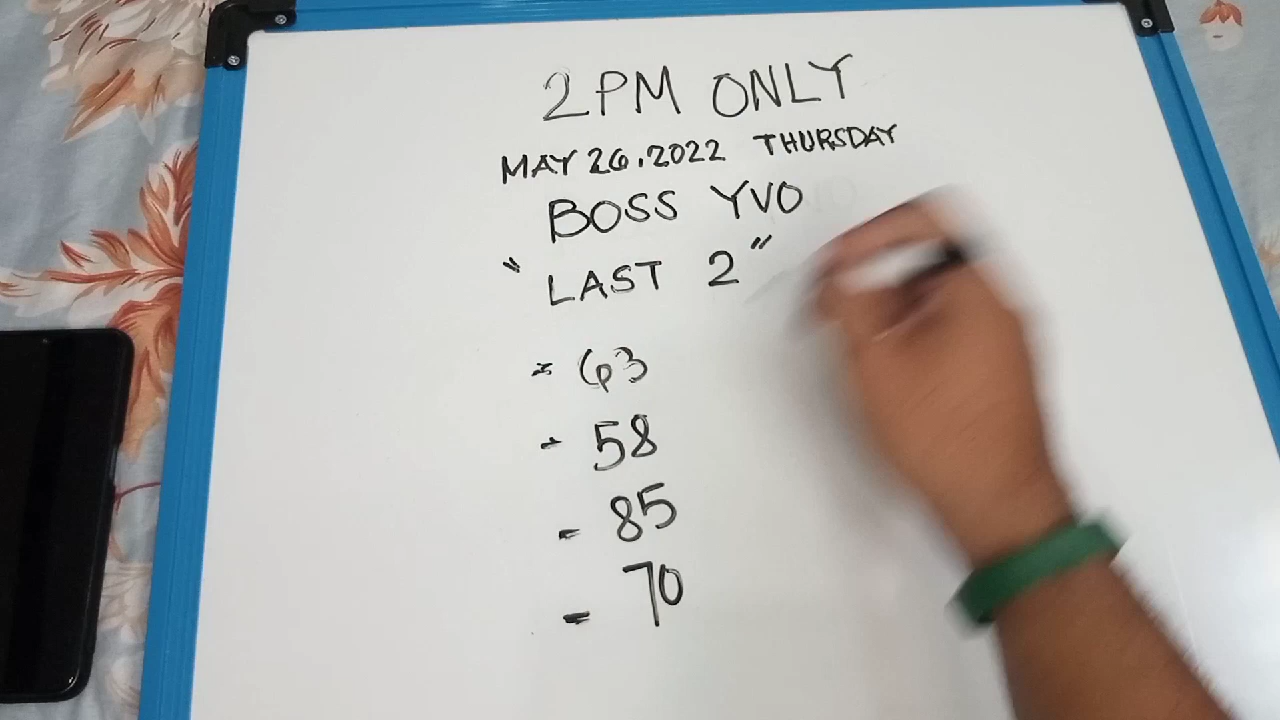 2PM ONLY
MAY 26.2022 THURSDAY
BOSS YVO
"LAST 2"
= 63
- 58
- 85
- 70